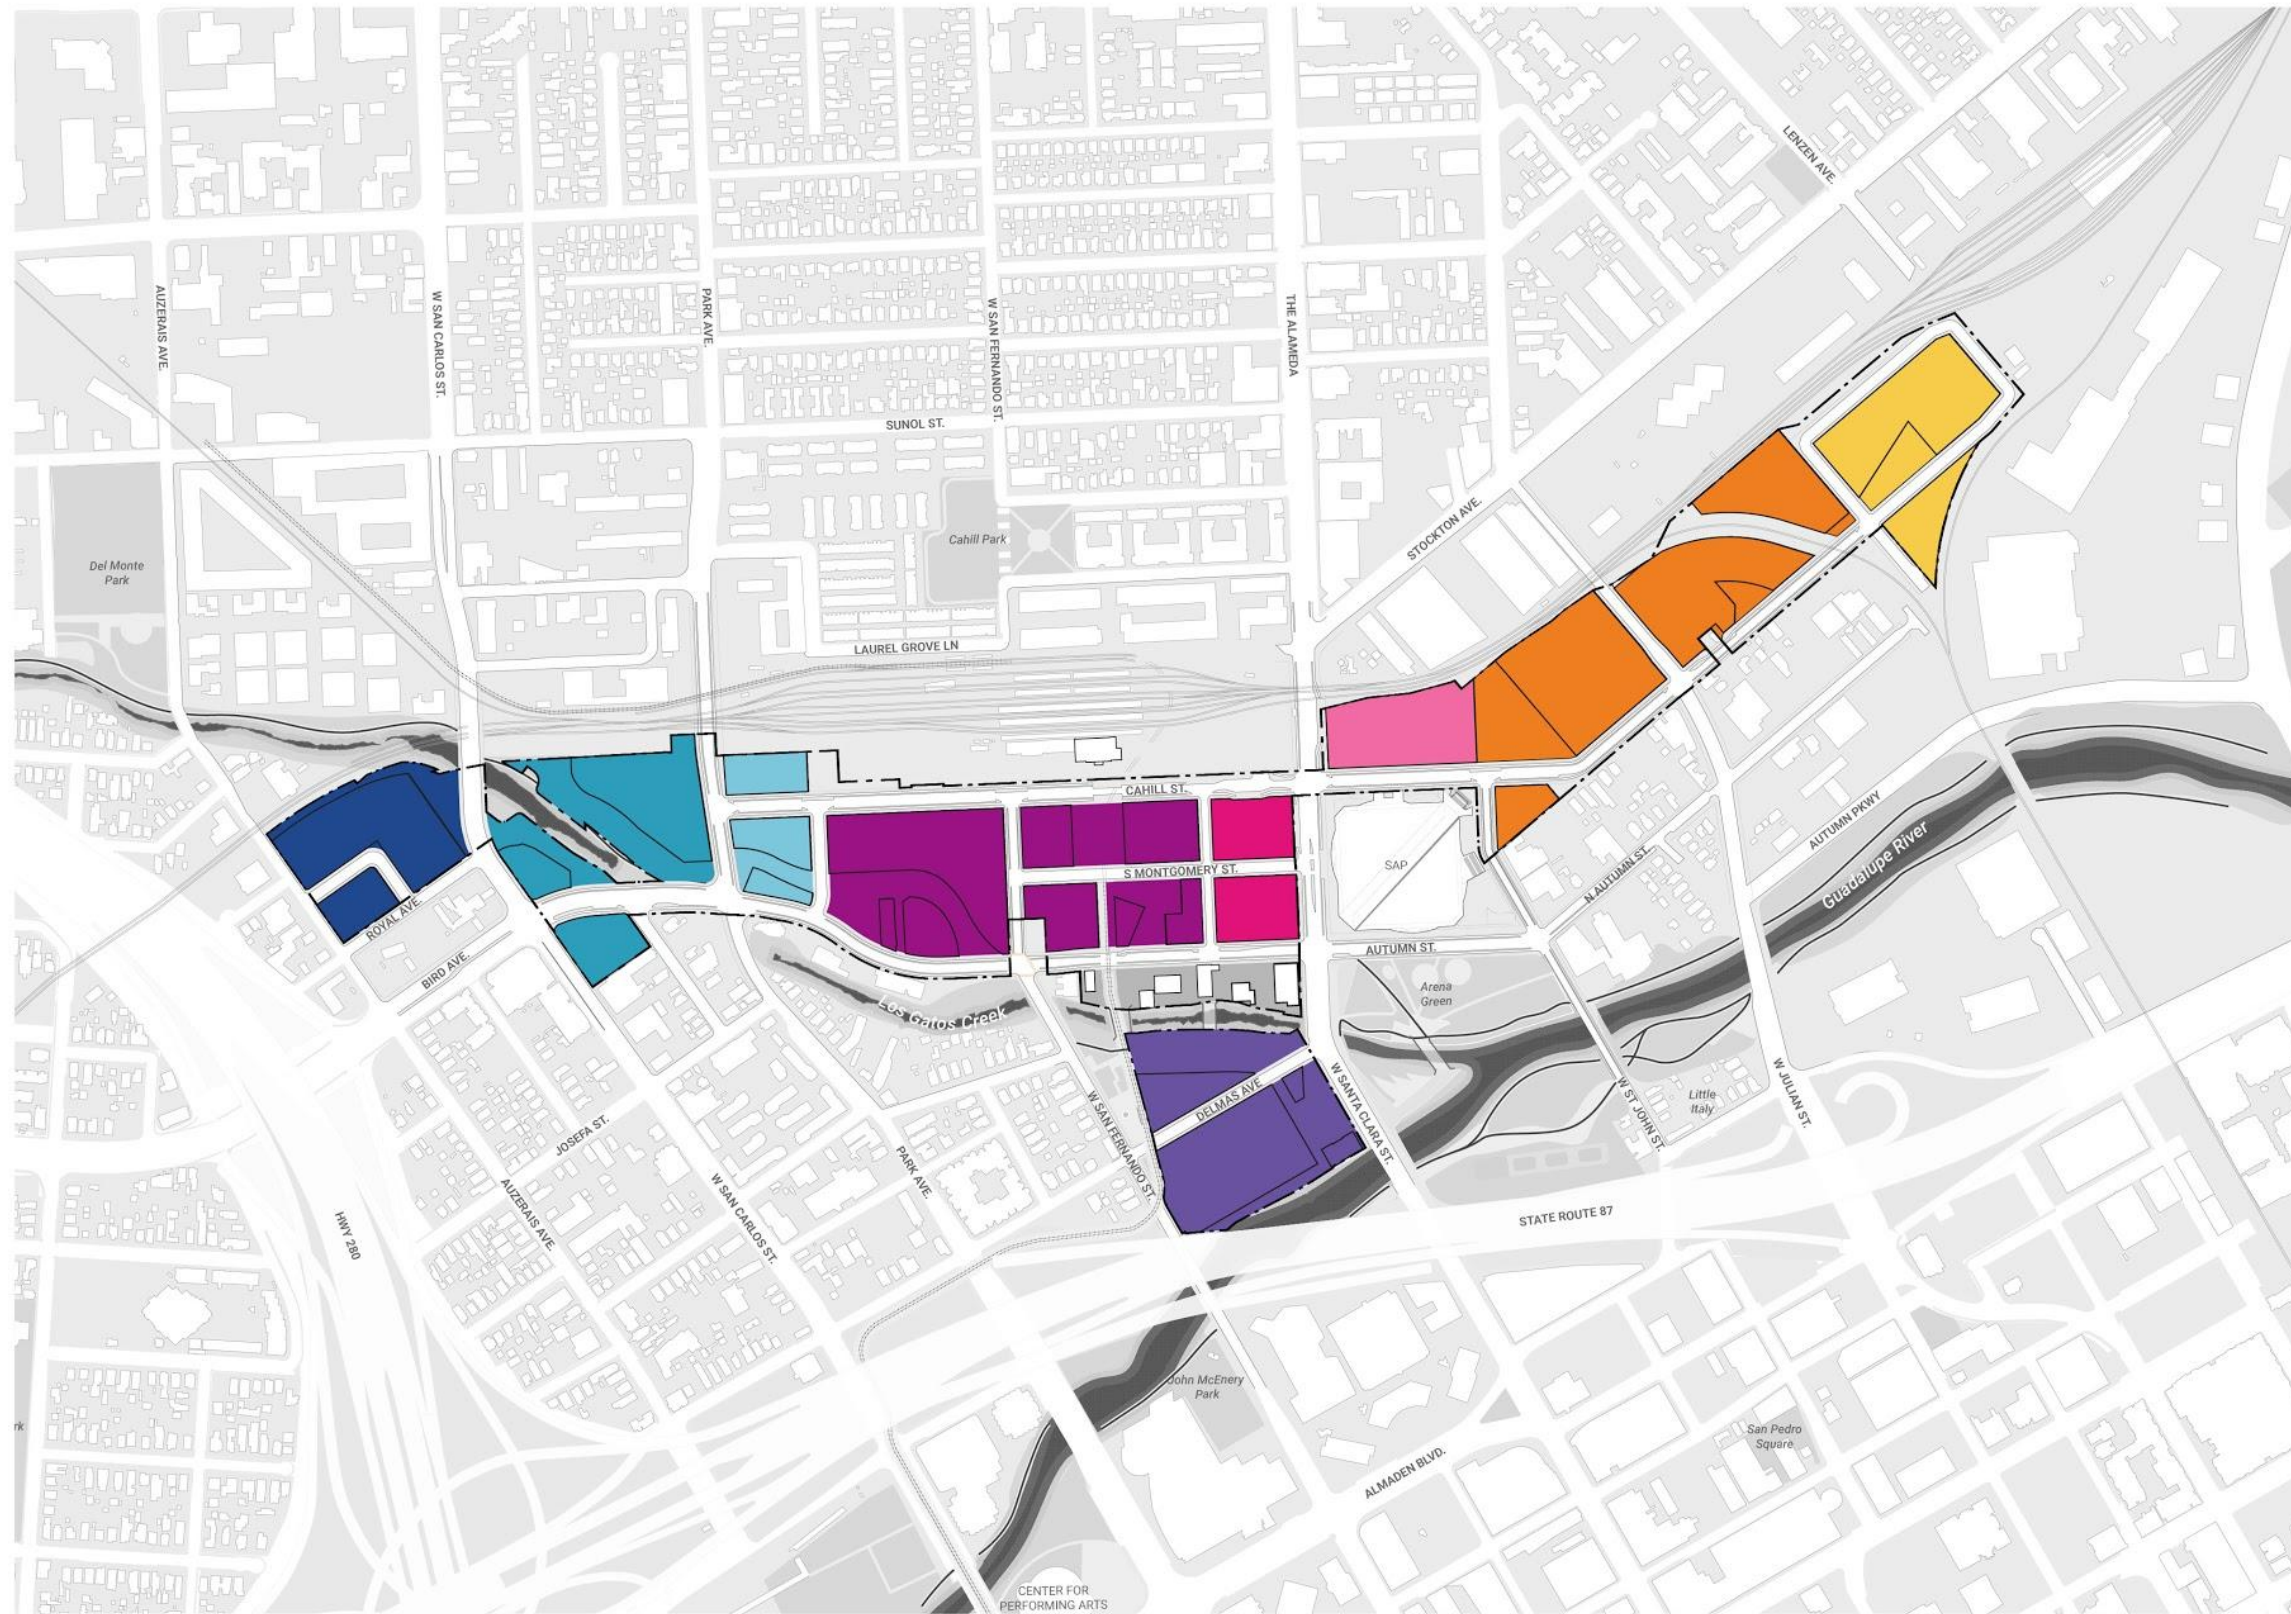 LENZEN AVE.
AUZERAIS AVE.
W SAN CARLOS ST.
PARK AVE.
W SAN FERNANDO ST.
THE ALAMEDA
SUNOL ST.
STOCKTON AVE.
Cahill Park
Del Monte
Park
LAUREL GROVE LN
CAHILL ST.
AUTUMN PKWY
Guadalupe River
SAP
S MONTGOMERY ST.
N AUTUMN ST.
ROYAL AVE.
BIRD AVE.
AUTUMN ST.
Arena
Green
Los Gatos Creek
DELMAS AVE
W SANTA CLARA ST.
W ST JOHN ST.
Little
Italy
W JULIAN ST.
JOSEFA ST.
W SAN FERNANDO ST.
PARK AVE.
W SAN CARLOS ST.
AUZERAIS AVE.
HWY 280
STATE ROUTE 87
John McEnery
Park
rk
San Pedro
Square
ALMADEN BLVD.
CENTER FOR
PERFORMING ARTS